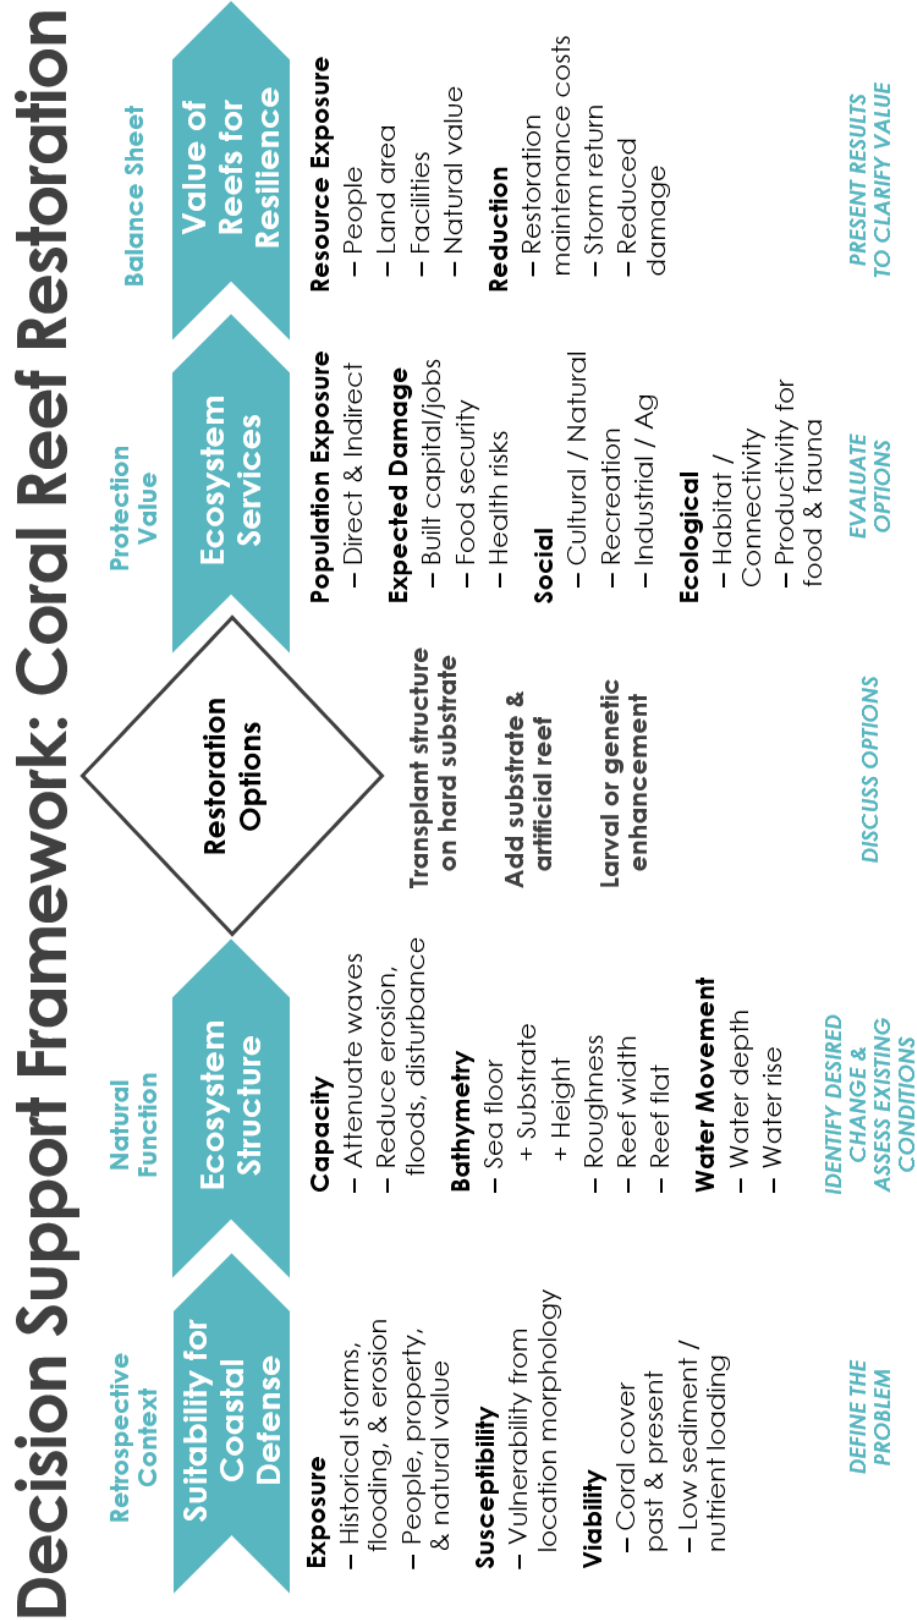 Decision Support Framework: Coral Reef Restoration
Retrospective
Context
Suitability for
Coastal
Defense
Exposure
– Historical storms,
flooding, & erosion
– People, property,
& natural value
Susceptibility
– Vulnerability from
location morphology
Viability
– Coral cover
past & present
– Low sediment /
nutrient loading
DEFINE THE
PROBLEM
Natural
Function
Ecosystem
Structure
Capacity
– Attenuate waves
– Reduce erosion,
floods, disturbance
Bathymetry
– Sea floor
+ Substrate
+ Height
– Roughness
– Reef width
– Reef flat
Water Movement
– Water depth
– Water rise
IDENTIFY DESIRED
CHANGE &
ASSESS EXISTING
CONDITIONS
Restoration
Options
Transplant structure
on hard substrate
Add substrate &
artificial reef
Larval or genetic
enhancement
DISCUSS OPTIONS
Protection
Value
Ecosystem
Services
Population Exposure
– Direct & Indirect
Expected Damage
– Built capital/jobs
– Food security
– Health risks
Social
– Cultural / Natural
– Recreation
– Industrial / Ag
Ecological
– Habitat /
Connectivity
– Productivity for
food & fauna
EVALUATE
OPTIONS
Balance Sheet
Value of
Reefs for
Resilience
Resource Exposure
– People
– Land area
– Facilities
– Natural value
Reduction
– Restoration
maintenance costs
– Storm return
– Reduced
damage
PRESENT RESULTS
TO CLARIFY VALUE